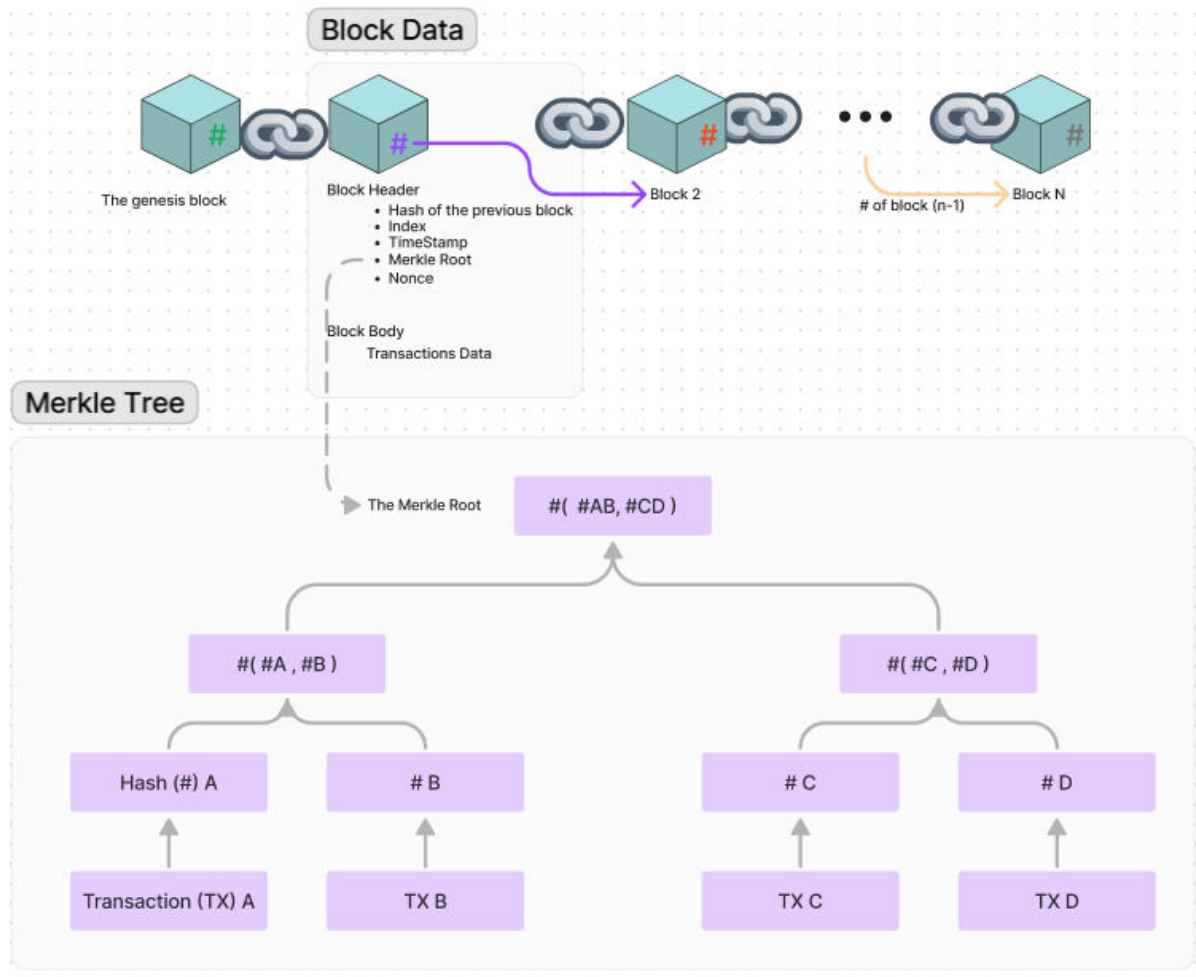 Block Data
#
#
#
#
The genesis block
Block Header
• Hash of the previous block
• Index
• TimeStamp
• Merkle Root
• Nonce
Block Body
Transactions Data
Block 2
•••
# of block (n-1)
Block N
Merkle Tree
The Merkle Root
#( #AB, #CD )
#( #A , #B )
#( #C , #D )
Hash (#) A
# B
# C
# D
Transaction (TX) A
TX B
TX C
TX D